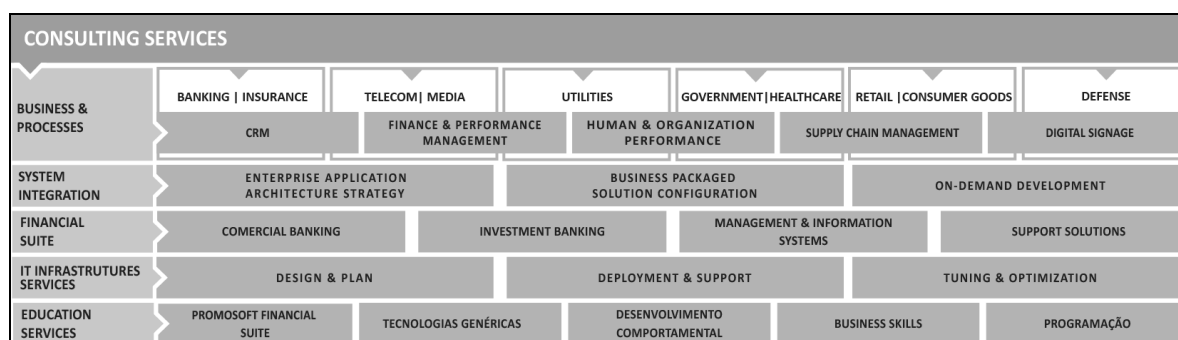 CONSULTING SERVICES
BUSINESS &
PROCESSES
BANKING | INSURANCE
TELECOM| MEDIA
UTILITIES
GOVERNMENT|HEALTHCARE
RETAIL |CONSUMER GOODS
DEFENSE
CRM
FINANCE & PERFORMANCE
MANAGEMENT
HUMAN & ORGANIZATION
PERFORMANCE
SUPPLY CHAIN MANAGEMENT
DIGITAL SIGNAGE
SYSTEM
INTEGRATION
ENTERPRISE APPLICATION
ARCHITECTURE STRATEGY
BUSINESS PACKAGED
SOLUTION CONFIGURATION
ON-DEMAND DEVELOPMENT
FINANCIAL
SUITE
COMERCIAL BANKING
INVESTMENT BANKING
MANAGEMENT & INFORMATION
SYSTEMS
SUPPORT SOLUTIONS
IT INFRASTRUTURES
SERVICES
DESIGN & PLAN
DEPLOYMENT & SUPPORT
TUNING & OPTIMIZATION
EDUCATION
SERVICES
PROMOSOFT FINANCIAL
SUITE
TECNOLOGIAS GENÉRICAS
DESENVOLVIMENTO
COMPORTAMENTAL
BUSINESS SKILLS
PROGRAMAÇÃO